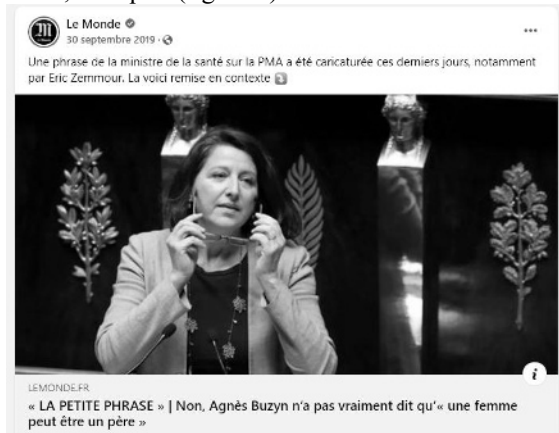 Le Monde
30 septembre 2019 ·
Une phrase de la ministre de la santé sur la PMA a été caricaturée ces derniers jours, notamment
par Eric Zemmour. La voici remise en contexte
LEMONDE.FR
« LA PETITE PHRASE » | Non, Agnès Buzyn n'a pas vraiment dit qu'« une femme
peut être un père »